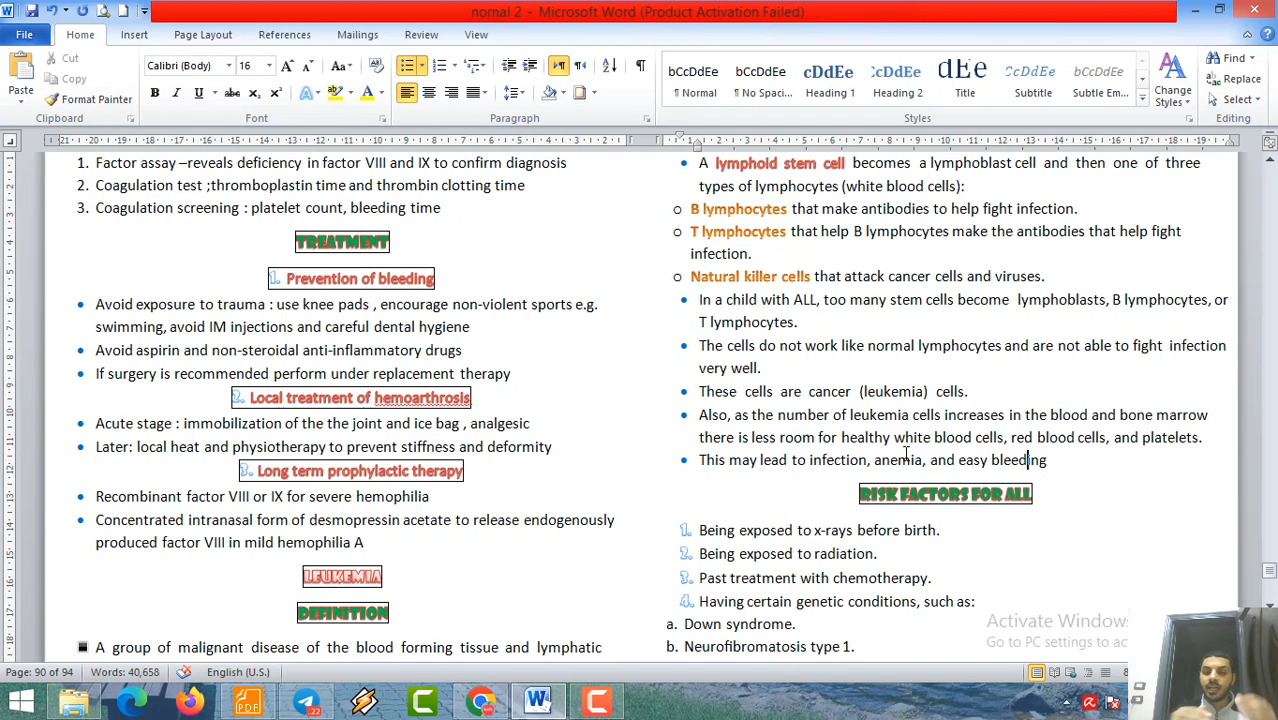 nornal 2 - Microsoft Word (Product Activation Failed)
File Home Insert Page Layout References Mailings Review View
Cut
Copy
Format Painter
Paste
Clipboard
Calibri (Body) 16
Font
Paragraph
AaBbCcDdEe
¶ Normal
¶ No Spaci...
Heading 1
Heading 2
Title
Subtitle
Subtle Em...
Styles
Change
Styles
Find
Replace
Select
Editing
1. Factor assay –reveals deficiency in factor VIII and IX to confirm diagnosis
2. Coagulation test ;thromboplastin time and thrombin clotting time
3. Coagulation screening : platelet count, bleeding time
TREATMENT
1. Prevention of bleeding
Avoid exposure to trauma : use knee pads , encourage non-violent sports e.g.
swimming, avoid IM injections and careful dental hygiene
Avoid aspirin and non-steroidal anti-inflammatory drugs
If surgery is recommended perform under replacement therapy
2. Local treatment of hemoarthrosis
Acute stage : immobilization of the the joint and ice bag , analgesic
Later: local heat and physiotherapy to prevent stiffness and deformity
3. Long term prophylactic therapy
Recombinant factor VIII or IX for severe hemophilia
Concentrated intranasal form of desmopressin acetate to release endogenously
produced factor VIII in mild hemophilia A
LEUKEMIA
DEFINITION
A group of malignant disease of the blood forming tissue and lymphatic
A lymphoid stem cell becomes a lymphoblast cell and then one of three
types of lymphocytes (white blood cells):
B lymphocytes that make antibodies to help fight infection.
T lymphocytes that help B lymphocytes make the antibodies that help fight
infection.
Natural killer cells that attack cancer cells and viruses.
In a child with ALL, too many stem cells become lymphoblasts, B lymphocytes, or
T lymphocytes.
The cells do not work like normal lymphocytes and are not able to fight infection
very well.
These cells are cancer (leukemia) cells.
Also, as the number of leukemia cells increases in the blood and bone marrow
there is less room for healthy white blood cells, red blood cells, and platelets.
This may lead to infection, anemia, and easy bleeding
RISK FACTORS FOR ALL
1. Being exposed to x-rays before birth.
2. Being exposed to radiation.
3. Past treatment with chemotherapy.
4. Having certain genetic conditions, such as:
a. Down syndrome.
b. Neurofibromatosis type 1.
Activate Windows
Go to PC settings to ac
Page: 90 of 94 Words: 40,658 English (U.S.)